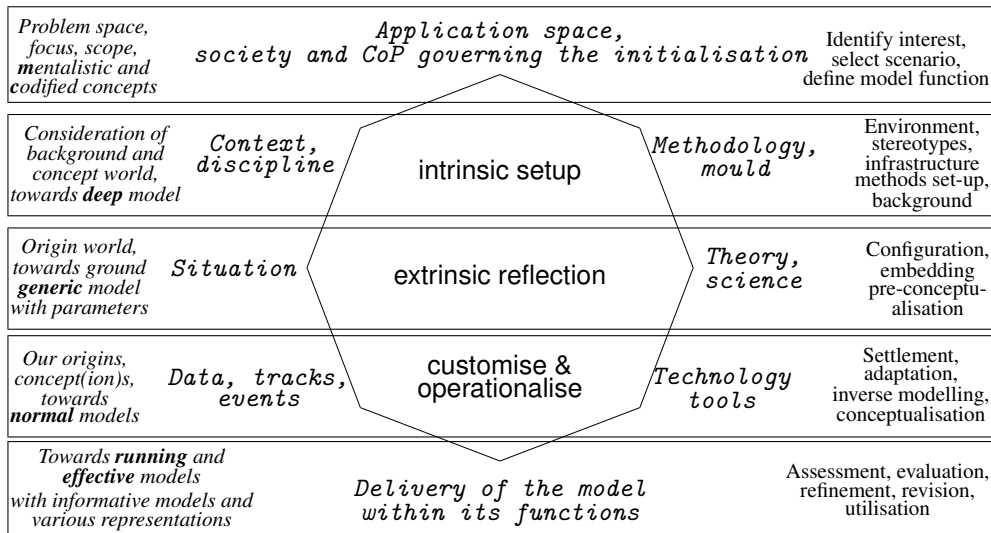 Problem space,
focus, scope,
mentalistic and
codified concepts
Application space,
society and CoP governing the initialisation
Identify interest,
select scenario,
define model function
Consideration of
background and
concept world,
towards deep model
Context,
discipline
intrinsic setup
Methodology,
mould
Environment,
stereotypes,
infrastructure
methods set-up,
background
Origin world,
towards ground
generic model
with parameters
Situation
extrinsic reflection
Theory,
science
Configuration,
embedding
pre-conceptu-
alisation
Our origins,
concept(ion)s,
towards
normal models
Data, tracks,
events
customise &
operationalise
Technology
tools
Settlement,
adaptation,
inverse modelling,
conceptualisation
Towards running and
effective models
with informative models and
various representations
Delivery of the model
within its functions
Assessment, evaluation,
refinement, revision,
utilisation